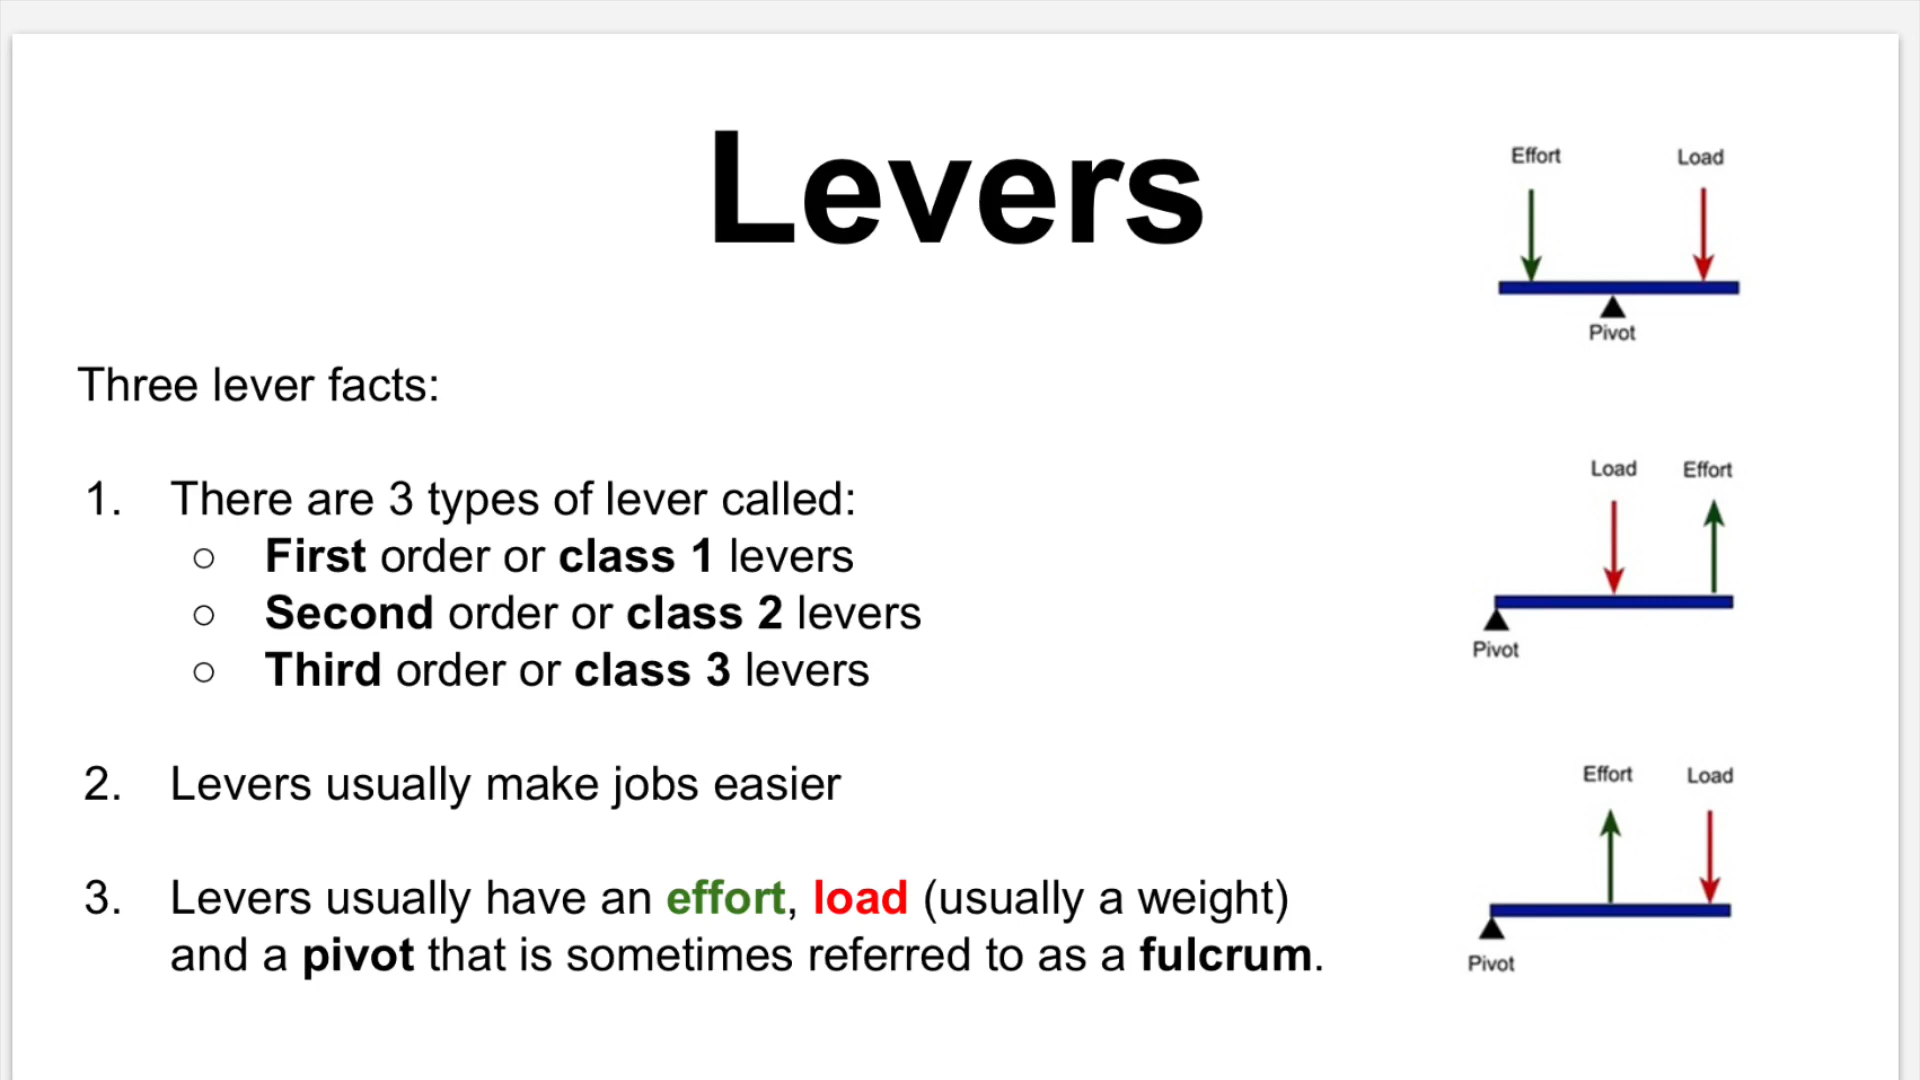 Levers
Three lever facts:
1. There are 3 types of lever called:
○ First order or class 1 levers
○ Second order or class 2 levers
○ Third order or class 3 levers
2. Levers usually make jobs easier
3. Levers usually have an effort, load (usually a weight)
and a pivot that is sometimes referred to as a fulcrum.
Effort Load
Pivot
Load Effort
Pivot
Effort Load
Pivot